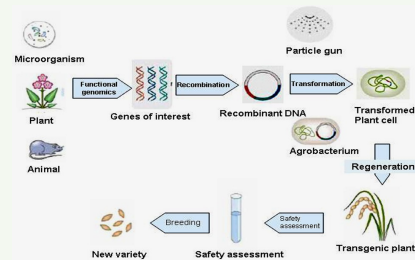 Microorganism
Plant
Animal
Functional
genomics
Genes of interest
Recombination
Recombinant DNA
Particle gun
Transformation
Agrobacterium
Transformed
Plant cell
Regeneration
Transgenic plant
Safety
assessment
Safety assessment
Breeding
New variety